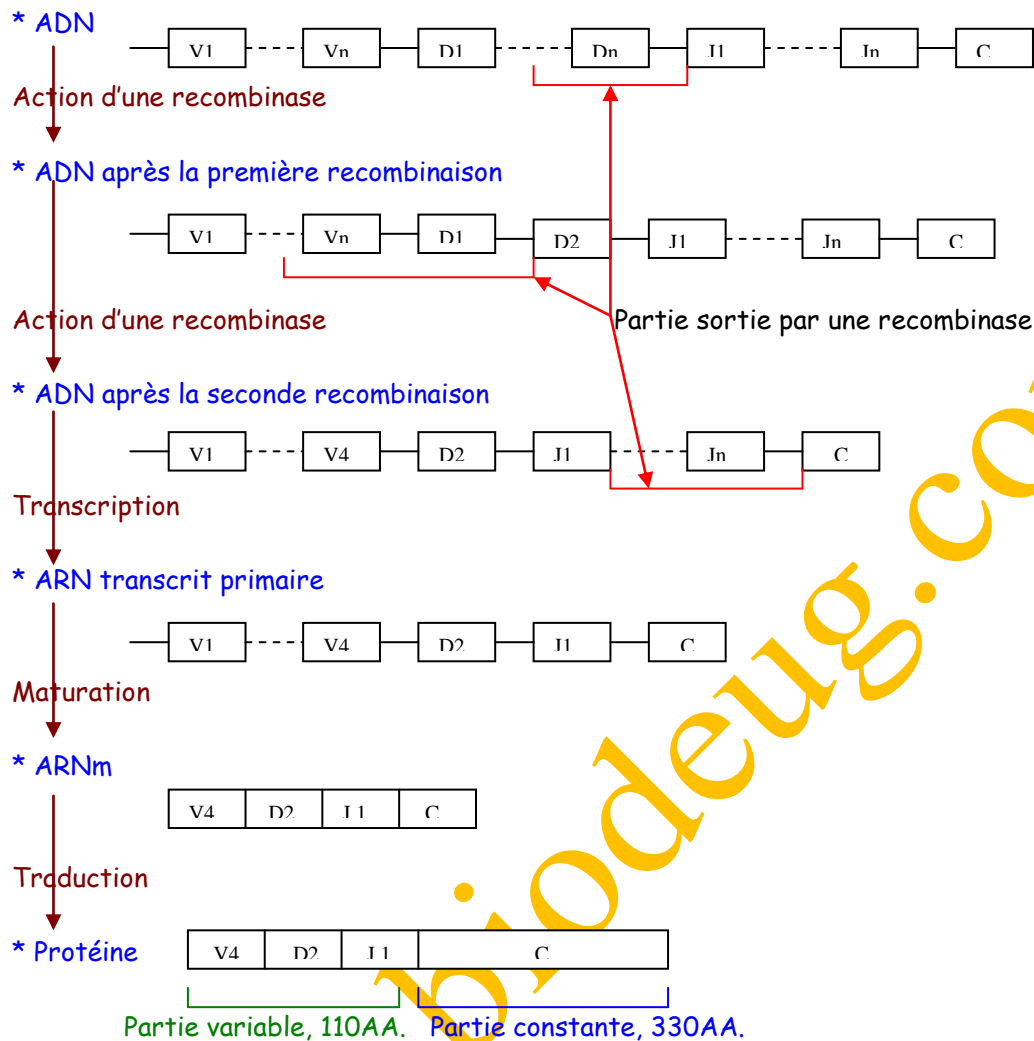 * ADN
V1 Vn D1 Dn J1 Jn C
Action d'une recombinase
* ADN après la première recombinaison
V1 Vn D1 D2 J1 Jn C
Action d'une recombinase
Partie sortie par une recombinase
* ADN après la seconde recombinaison
V1 V4 D2 J1 Jn C
Transcription
* ARN transcrit primaire
V1 V4 D2 J1 C
Maturation
* ARNm
V4 D2 J1 C
Traduction
* Protéine
V4 D2 J1 C
Partie variable, 110AA. Partie constante, 330AA.